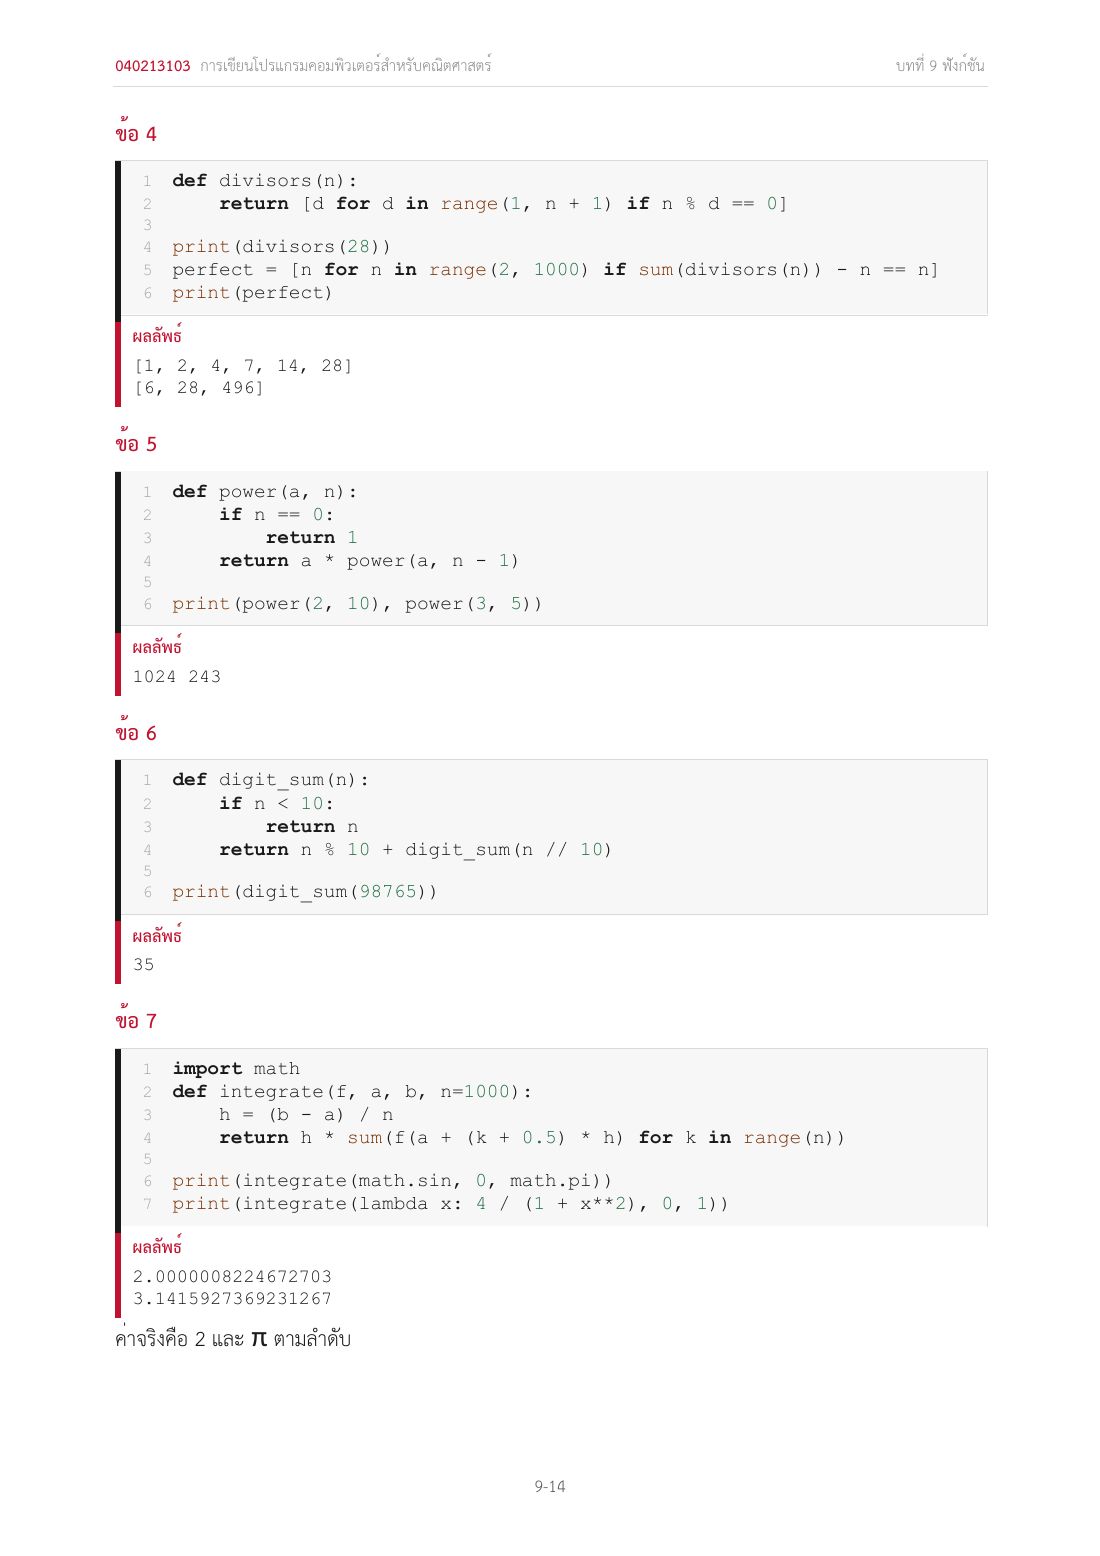 040213103 การเขียนโปรแกรมคอมพิวเตอร์สำหรับคณิตศาสตร์ บทที่ 9 ฟังก์ชัน
ข้อ 4
1 def divisors(n):
2     return [d for d in range(1, n + 1) if n % d == 0]
3
4 print(divisors(28))
5 perfect = [n for n in range(2, 1000) if sum(divisors(n)) - n == n]
6 print(perfect)
ผลลัพธ์
[1, 2, 4, 7, 14, 28]
[6, 28, 496]
ข้อ 5
1 def power(a, n):
2     if n == 0:
3         return 1
4     return a * power(a, n - 1)
5
6 print(power(2, 10), power(3, 5))
ผลลัพธ์
1024 243
ข้อ 6
1 def digit_sum(n):
2     if n < 10:
3         return n
4     return n % 10 + digit_sum(n // 10)
5
6 print(digit_sum(98765))
ผลลัพธ์
35
ข้อ 7
1 import math
2 def integrate(f, a, b, n=1000):
3     h = (b - a) / n
4     return h * sum(f(a + (k + 0.5) * h) for k in range(n))
5
6 print(integrate(math.sin, 0, math.pi))
7 print(integrate(lambda x: 4 / (1 + x**2), 0, 1))
ผลลัพธ์
2.0000008224672703
3.1415927369231267
ค่าจริงคือ 2 และ π ตามลำดับ
9-14